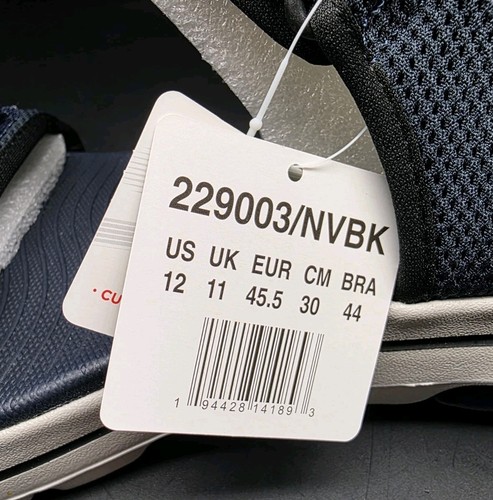 229003/NVBK
US UK EUR CM BRA
12 11 45.5 30 44
1 94428 14189 3